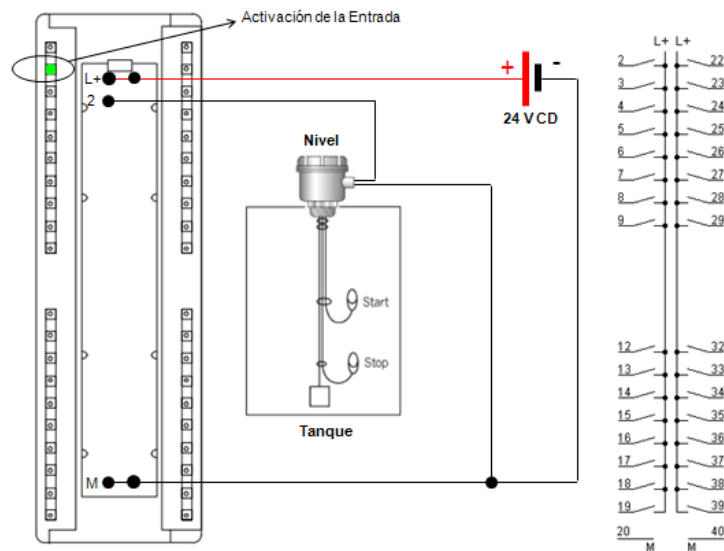 Activación de la Entrada
L+
2
+
-
24 V CD
Nivel
Start
Stop
Tanque
M
L+ L+
2 22
3 23
4 24
5 25
6 26
7 27
8 28
9 29
12 32
13 33
14 34
15 35
16 36
17 37
18 38
19 39
20 40
M M